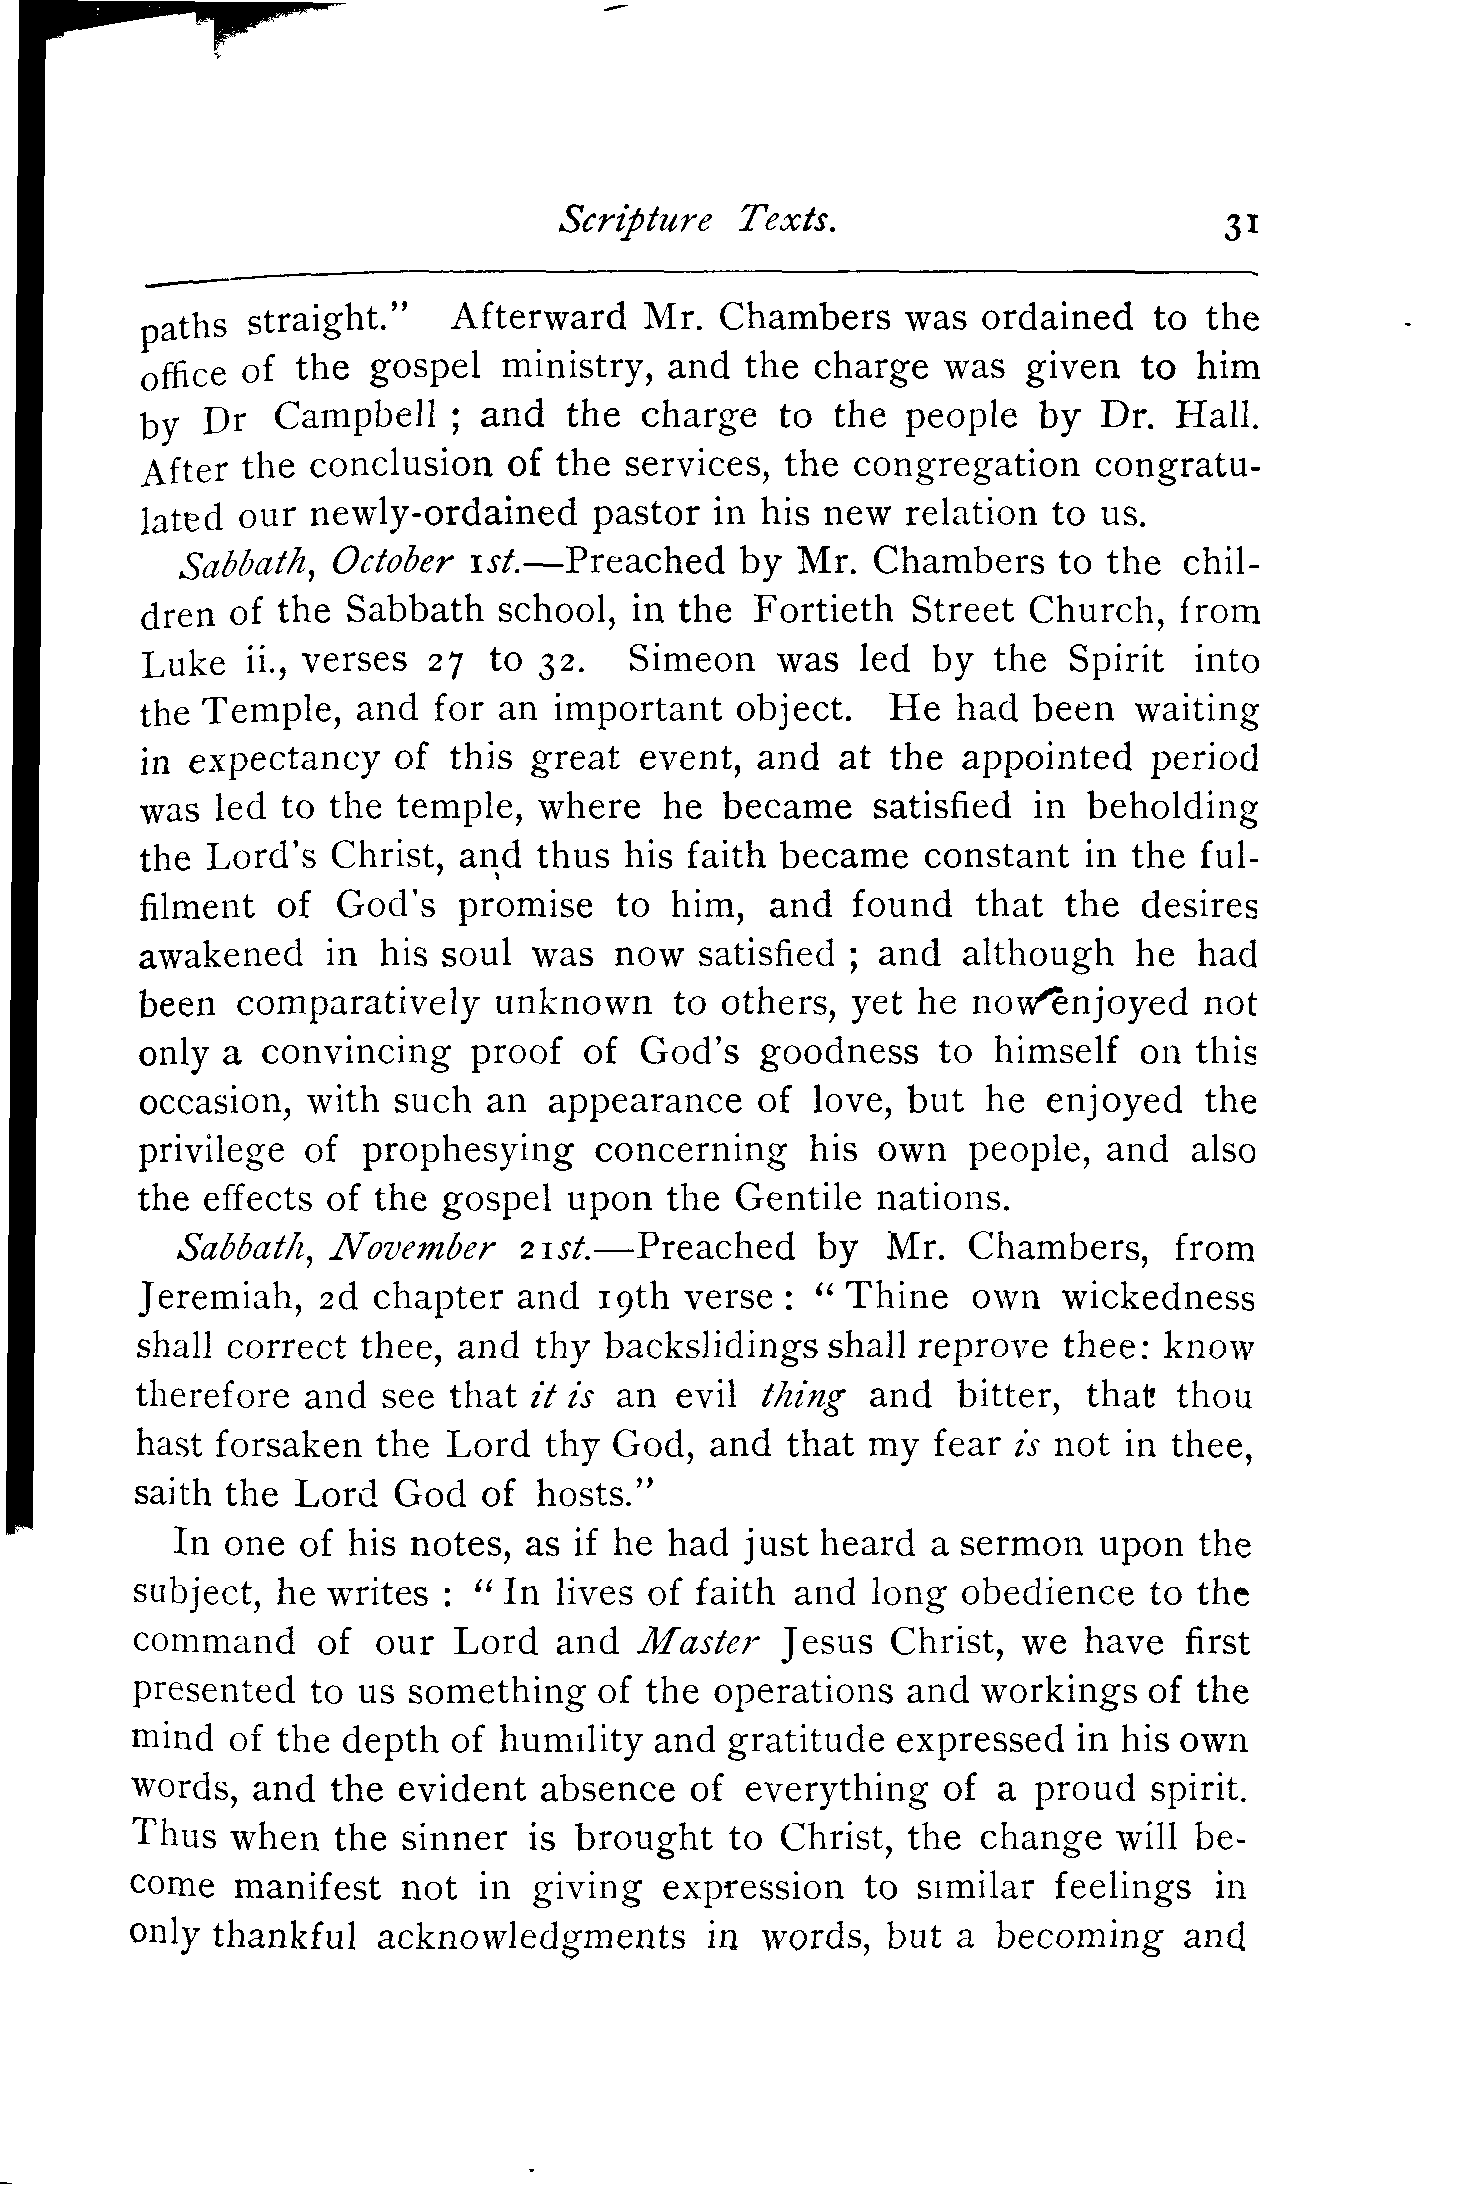 Scripture Texts. 31
paths straight." Afterward Mr. Chambers was ordained to the
office of the gospel ministry, and the charge was given to him
by Dr Campbell ; and the charge to the people by Dr. Hall.
After the conclusion of the services, the congregation congratu-
lated our newly-ordained pastor in his new relation to us.
Sabbath, October 1st.—Preached by Mr. Chambers to the chil-
dren of the Sabbath school, in the Fortieth Street Church, from
Luke ii., verses 27 to 32. Simeon was led by the Spirit into
the Temple, and for an important object. He had been waiting
in expectancy of this great event, and at the appointed period
was led to the temple, where he became satisfied in beholding
the Lord's Christ, and thus his faith became constant in the ful-
filment of God's promise to him, and found that the desires
awakened in his soul was now satisfied ; and although he had
been comparatively unknown to others, yet he now enjoyed not
only a convincing proof of God's goodness to himself on this
occasion, with such an appearance of love, but he enjoyed the
privilege of prophesying concerning his own people, and also
the effects of the gospel upon the Gentile nations.
Sabbath, November 21st.—Preached by Mr. Chambers, from
Jeremiah, 2d chapter and 19th verse : " Thine own wickedness
shall correct thee, and thy backslidings shall reprove thee: know
therefore and see that it is an evil thing and bitter, that thou
hast forsaken the Lord thy God, and that my fear is not in thee,
saith the Lord God of hosts."
In one of his notes, as if he had just heard a sermon upon the
subject, he writes : " In lives of faith and long obedience to the
command of our Lord and Master Jesus Christ, we have first
presented to us something of the operations and workings of the
mind of the depth of humility and gratitude expressed in his own
words, and the evident absence of everything of a proud spirit.
Thus when the sinner is brought to Christ, the change will be-
come manifest not in giving expression to similar feelings in
only thankful acknowledgments in words, but a becoming and